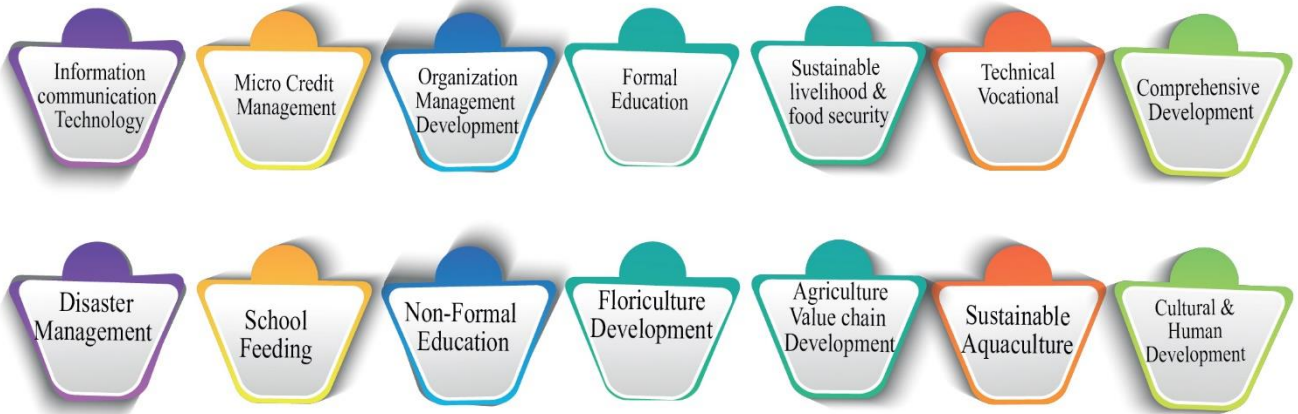 Information
communication
Technology
Micro Credit
Management
Organization
Management
Development
Formal
Education
Sustainable
livelihood &
food security
Technical
Vocational
Comprehensive
Development
Disaster
Management
School
Feeding
Non-Formal
Education
Floriculture
Development
Agriculture
Value chain
Development
Sustainable
Aquaculture
Cultural &
Human
Development